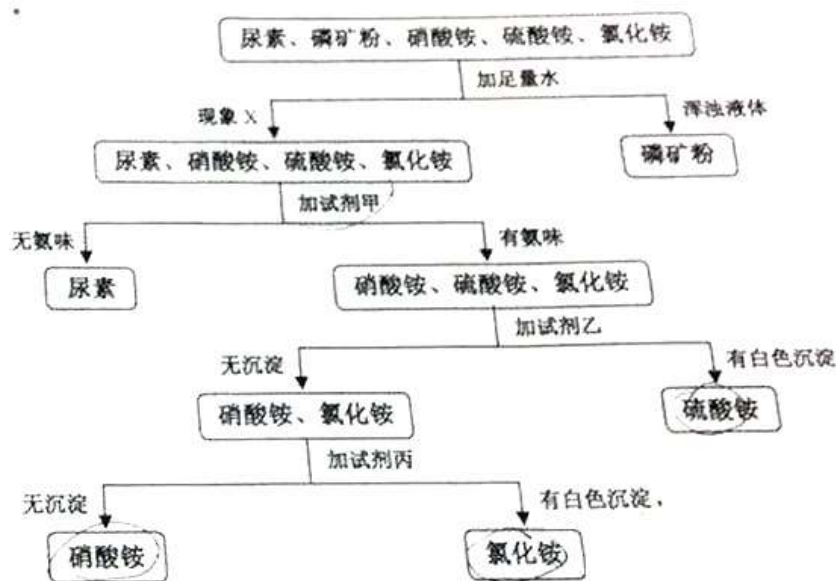 尿素、磷矿粉、硝酸铵、硫酸铵、氯化铵
加足量水
现象 X
浑浊液体
尿素、硝酸铵、硫酸铵、氯化铵
磷矿粉
加试剂甲
无氨味
有氨味
尿素
硝酸铵、硫酸铵、氯化铵
加试剂乙
无沉淀
有白色沉淀
硝酸铵、氯化铵
硫酸铵
加试剂丙
无沉淀
有白色沉淀.
硝酸铵
氯化铵